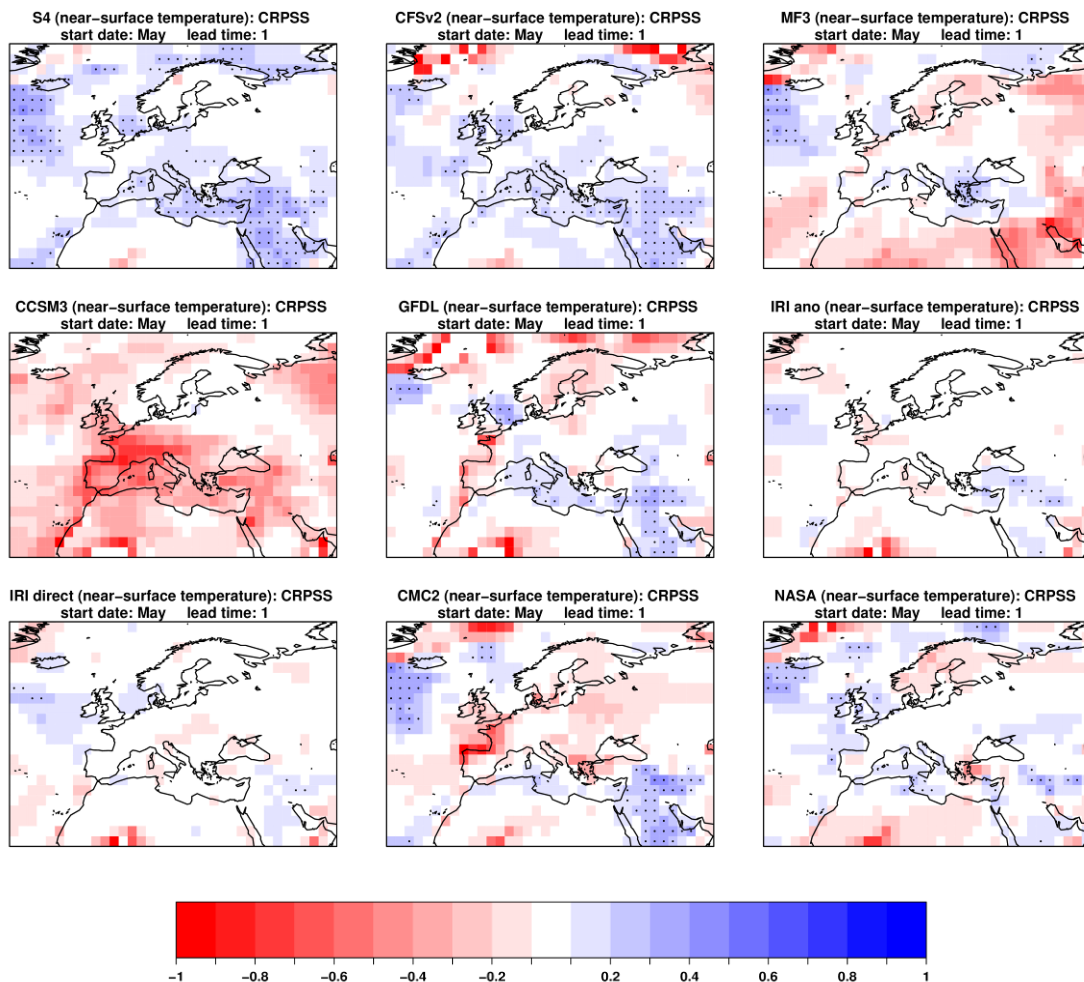 S4 (near-surface temperature): CRPSS
start date: May lead time: 1
CFSv2 (near-surface temperature): CRPSS
start date: May lead time: 1
MF3 (near-surface temperature): CRPSS
start date: May lead time: 1
CCSM3 (near-surface temperature): CRPSS
start date: May lead time: 1
GFDL (near-surface temperature): CRPSS
start date: May lead time: 1
IRI ano (near-surface temperature): CRPSS
start date: May lead time: 1
IRI direct (near-surface temperature): CRPSS
start date: May lead time: 1
CMC2 (near-surface temperature): CRPSS
start date: May lead time: 1
NASA (near-surface temperature): CRPSS
start date: May lead time: 1
-1 -0.8 -0.6 -0.4 -0.2 0.2 0.4 0.6 0.8 1